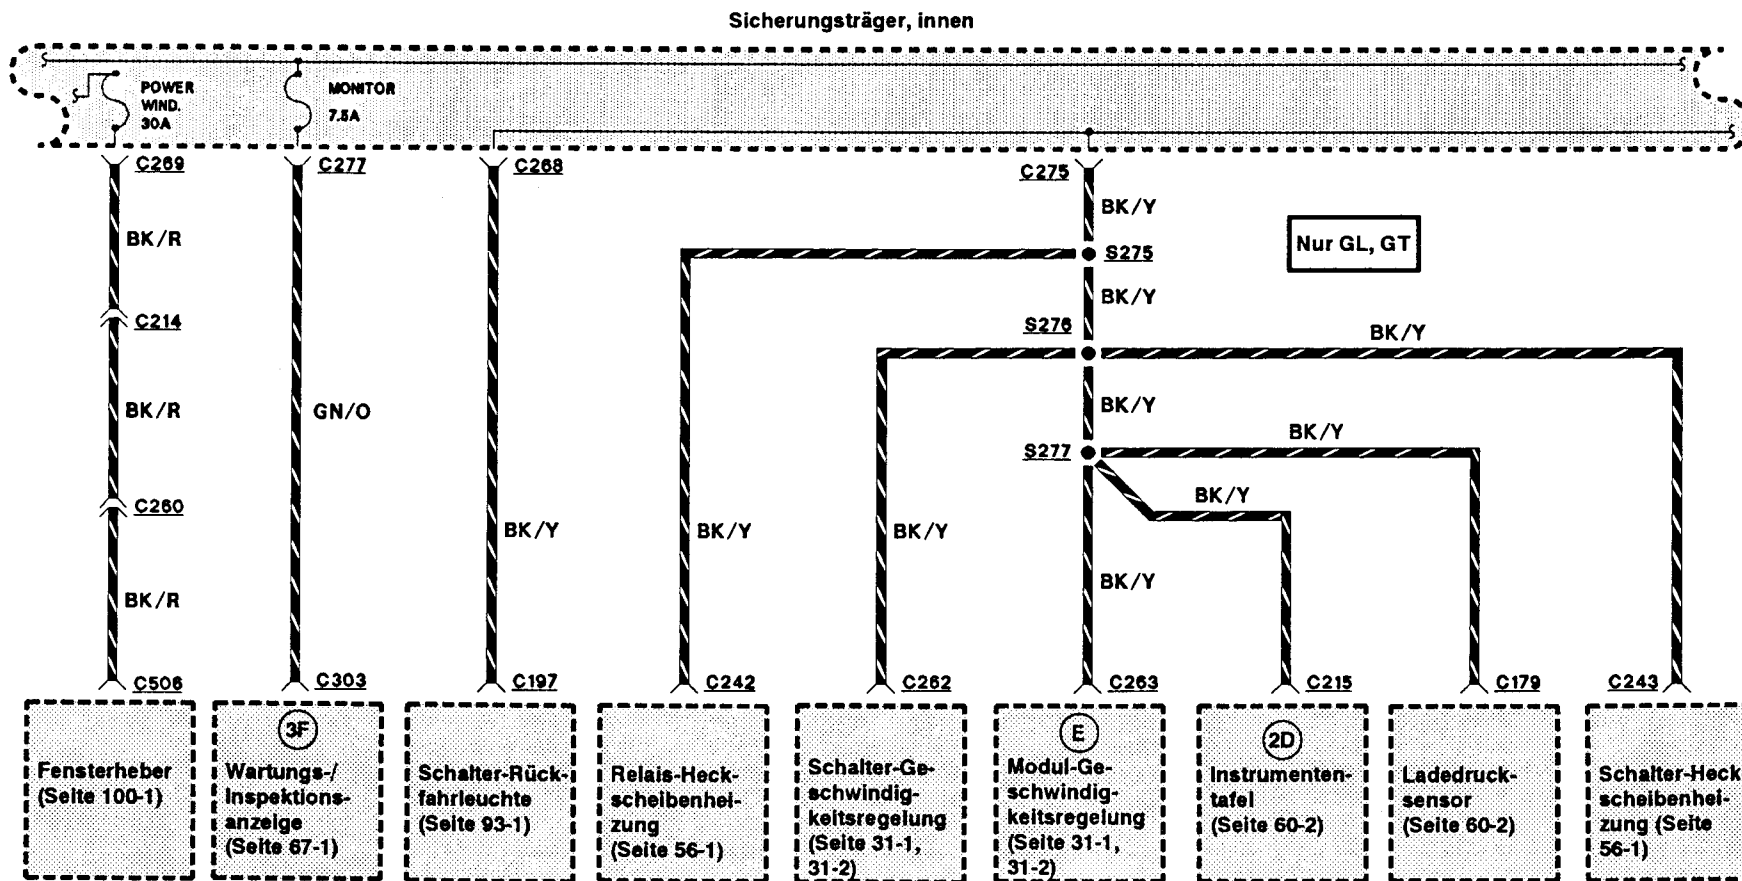 Sicherungsträger, innen
POWER
WIND.
30A
MONITOR
7.5A
C269
C277
C268
C275
BK/R
BK/Y
Nur GL, GT
S275
BK/Y
C214
S276
BK/Y
BK/R
GN/O
BK/Y
BK/Y
S277
BK/Y
C260
BK/Y
BK/Y
BK/Y
BK/Y
BK/R
C506
C303
C197
C242
C262
C263
C215
C179
C243
Fensterheber
(Seite 100-1)
3F
Wartungs-/
Inspektions-
anzeige
(Seite 67-1)
Schalter-Rück-
fahrleuchte
(Seite 93-1)
Relais-Heck-
scheibenhei-
zung
(Seite 56-1)
Schalter-Ge-
schwindig-
keitsregelung
(Seite 31-1,
31-2)
E
Modul-Ge-
schwindig-
keitsregelung
(Seite 31-1,
31-2)
2D
Instrumenten-
tafel
(Seite 60-2)
Ladedruck-
sensor
(Seite 60-2)
Schalter-Heck
scheibenhei-
zung (Seite
56-1)